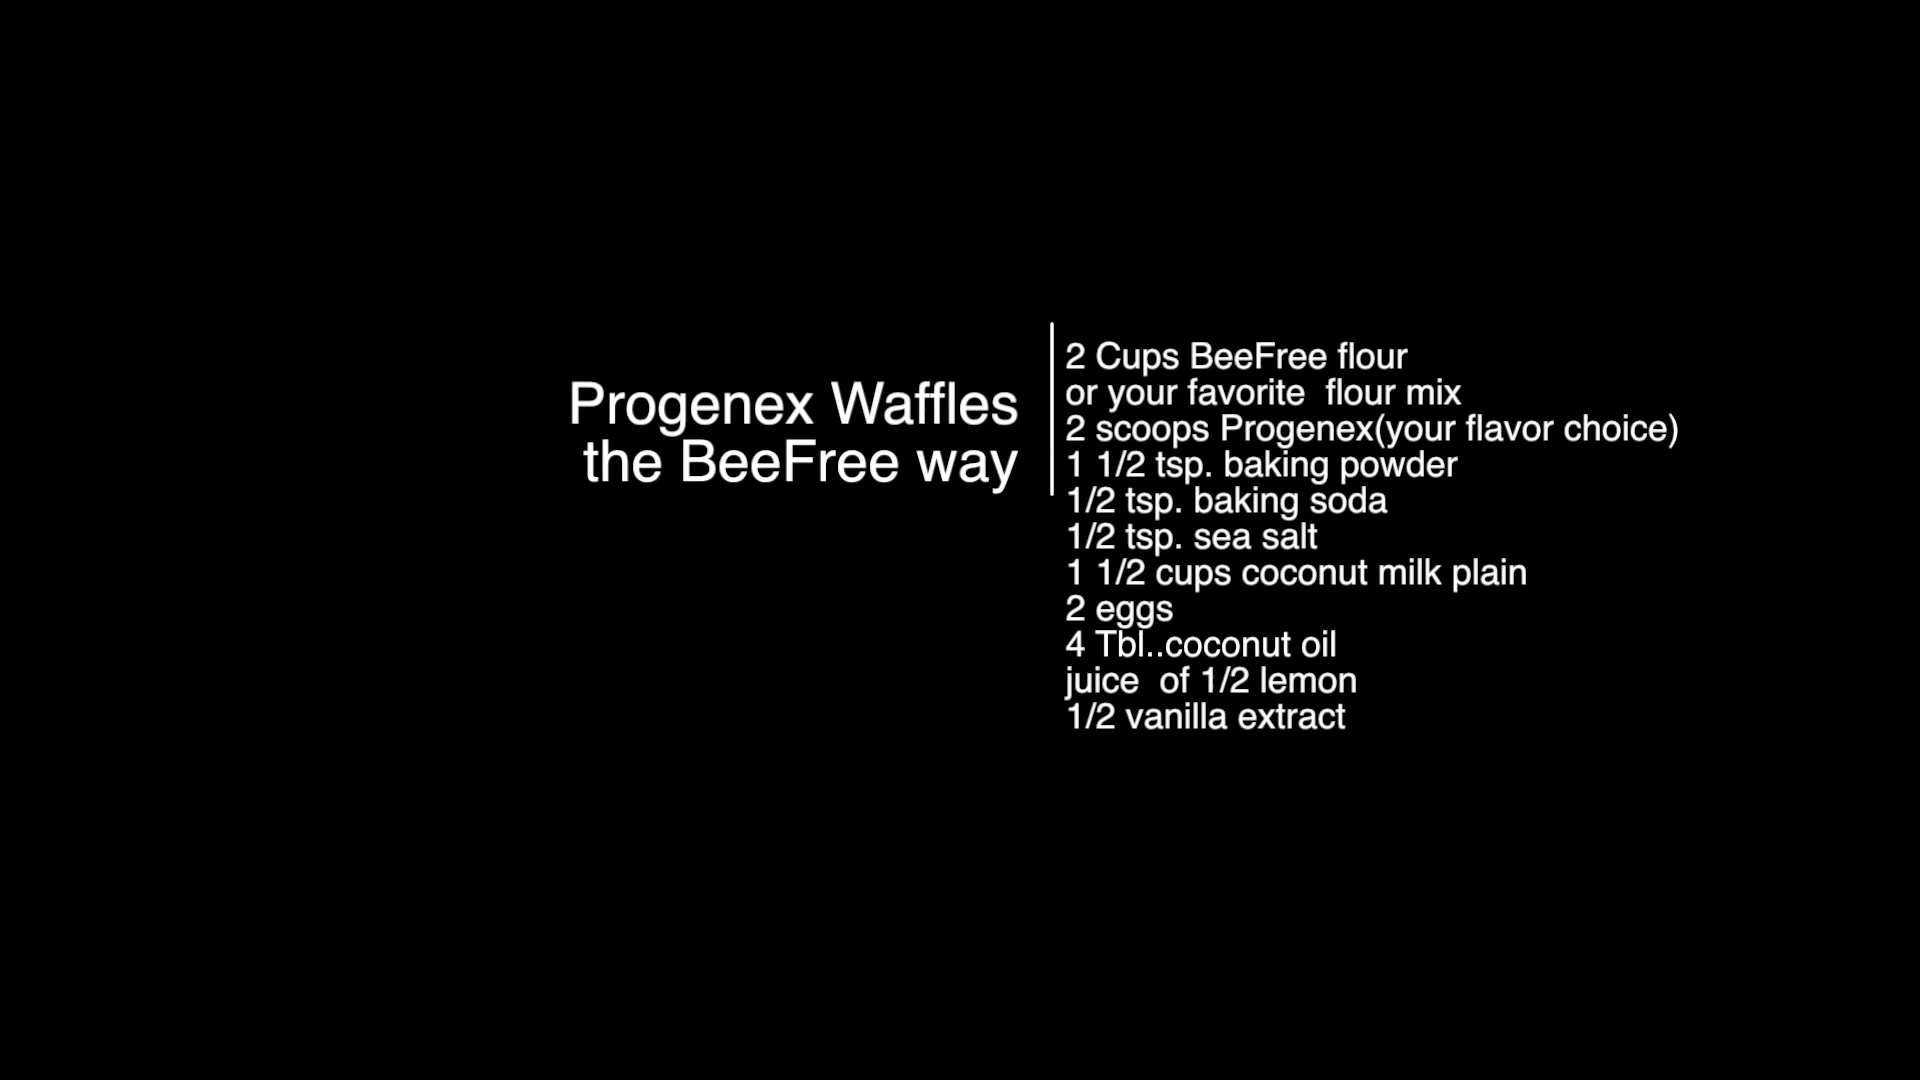 Progenex Waffles
the BeeFree way
2 Cups BeeFree flour
or your favorite  flour mix
2 scoops Progenex(your flavor choice)
1 1/2 tsp. baking powder
1/2 tsp. baking soda
1/2 tsp. sea salt
1 1/2 cups coconut milk plain
2 eggs
4 Tbl..coconut oil
juice  of 1/2 lemon
1/2 vanilla extract